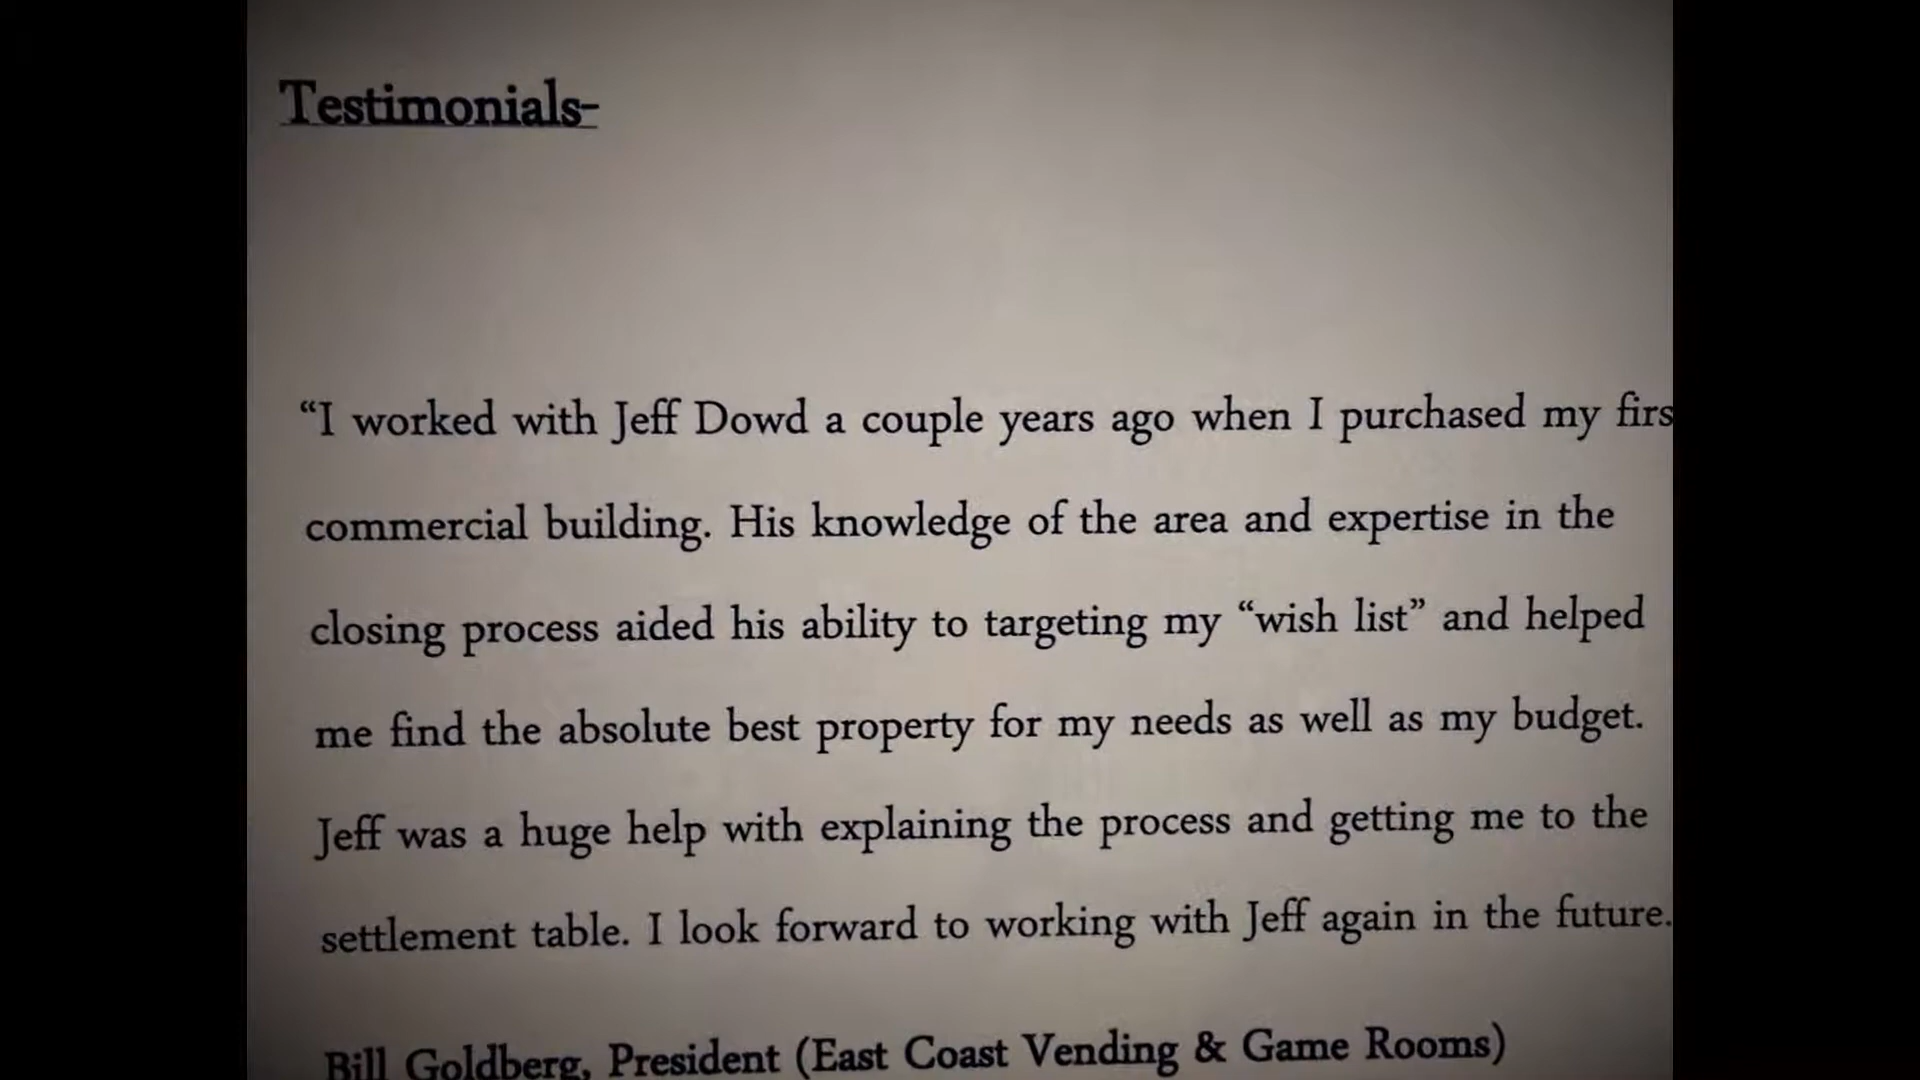 Testimonials-
“I worked with Jeff Dowd a couple years ago when I purchased my firs
commercial building. His knowledge of the area and expertise in the
closing process aided his ability to targeting my “wish list” and helped
me find the absolute best property for my needs as well as my budget.
Jeff was a huge help with explaining the process and getting me to the
settlement table. I look forward to working with Jeff again in the future.
Bill Goldberg, President (East Coast Vending & Game Rooms)